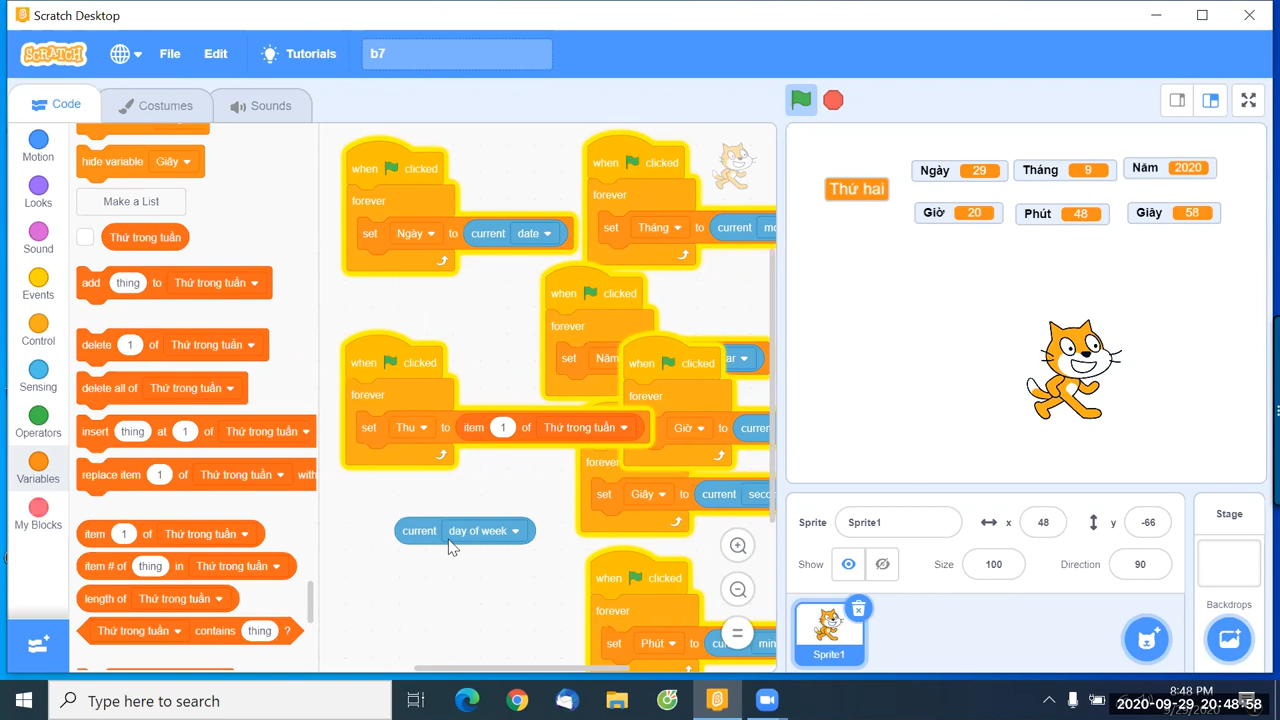 Scratch Desktop
SCRATCH
File
Edit
Tutorials
b7
Code
Costumes
Sounds
Motion
Looks
Sound
Events
Control
Sensing
Operators
Variables
My Blocks
hide variable Giây
Make a List
Thứ trong tuần
add thing to Thứ trong tuần
delete 1 of Thứ trong tuần
delete all of Thứ trong tuần
insert thing at 1 of Thứ trong tuần
replace item 1 of Thứ trong tuần with
item 1 of Thứ trong tuần
item # of thing in Thứ trong tuần
length of Thứ trong tuần
Thứ trong tuần contains thing ?
when clicked
forever
set Ngày to current date
when clicked
forever
set Tháng to current mo
when clicked
forever
set Năm ar
when clicked
forever
set Thu to item 1 of Thứ trong tuần
when clicked
forever
Giờ to curre
forever
set Giây to current seco
current day of week
when clicked
forever
set Phút to cu min
Thứ hai
Ngày 29
Tháng 9
Năm 2020
Giờ 20
Phút 48
Giây 58
Sprite Sprite1
x 48
y -66
Show
Size 100
Direction 90
Sprite1
Stage
Backdrops
Type here to search
8:48 PM
2020-09-29 20:48:58